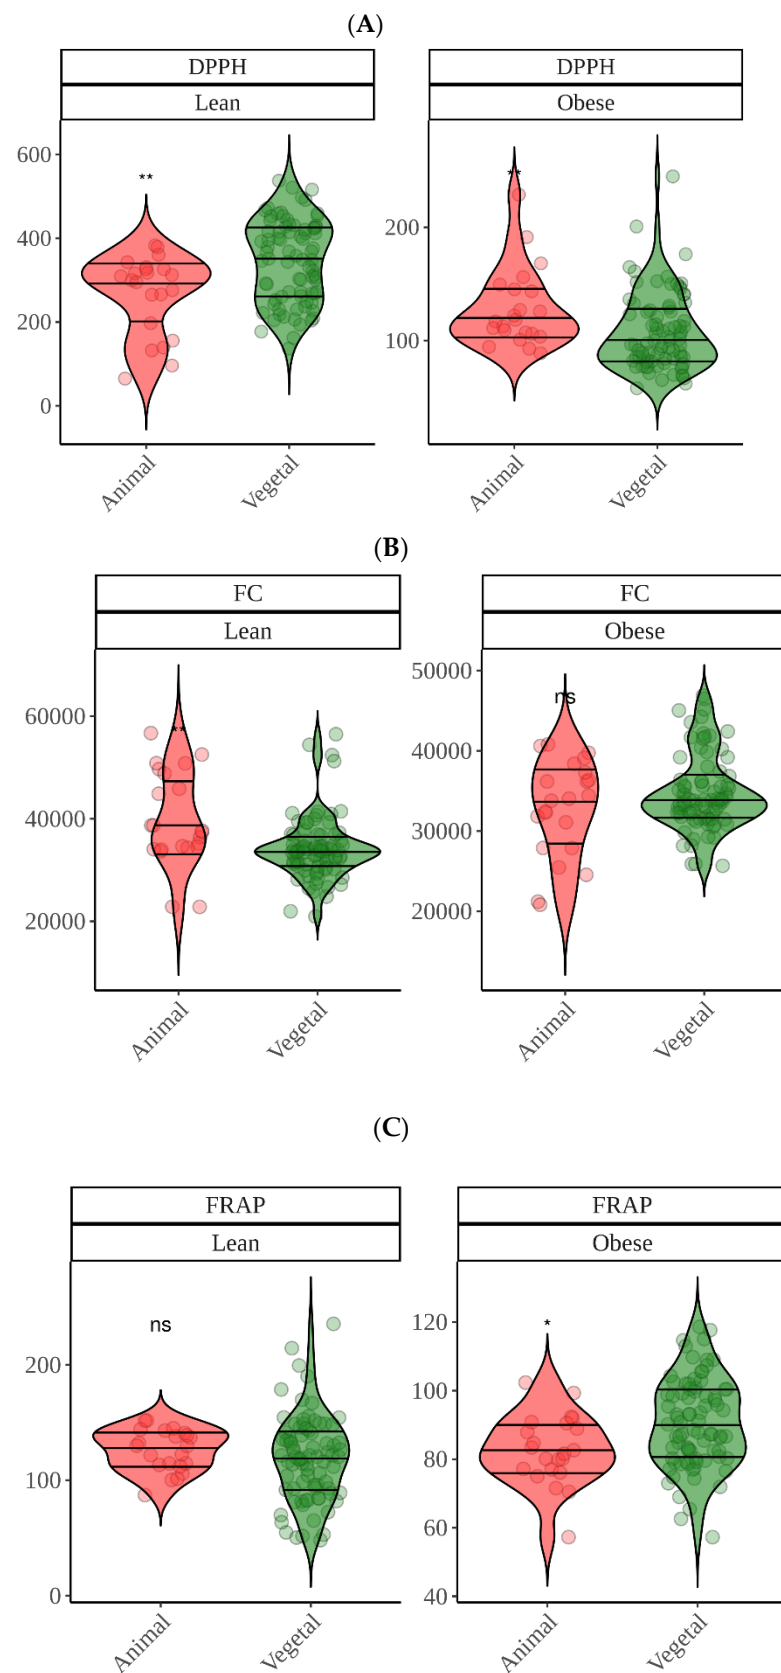 (A)
DPPH DPPH
Lean Obese
600
400
200
0
**
Animal Vegetal
200
100
**
Animal Vegetal
(B)
FC FC
Lean Obese
60000
40000
20000
**
Animal Vegetal
50000
40000
30000
20000
ns
Animal Vegetal
(C)
FRAP FRAP
Lean Obese
200
100
0
ns
Animal Vegetal
120
100
80
60
40
*
Animal Vegetal